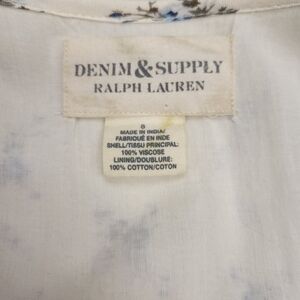 DENIM & SUPPLY
RALPH LAUREN
8
MADE IN INDIA/
FABRIQUÉ EN INDE
SHELL/TISSU PRINCIPAL:
100% VISCOSE
LINING/DOUBLURE:
100% COTTON/COTON